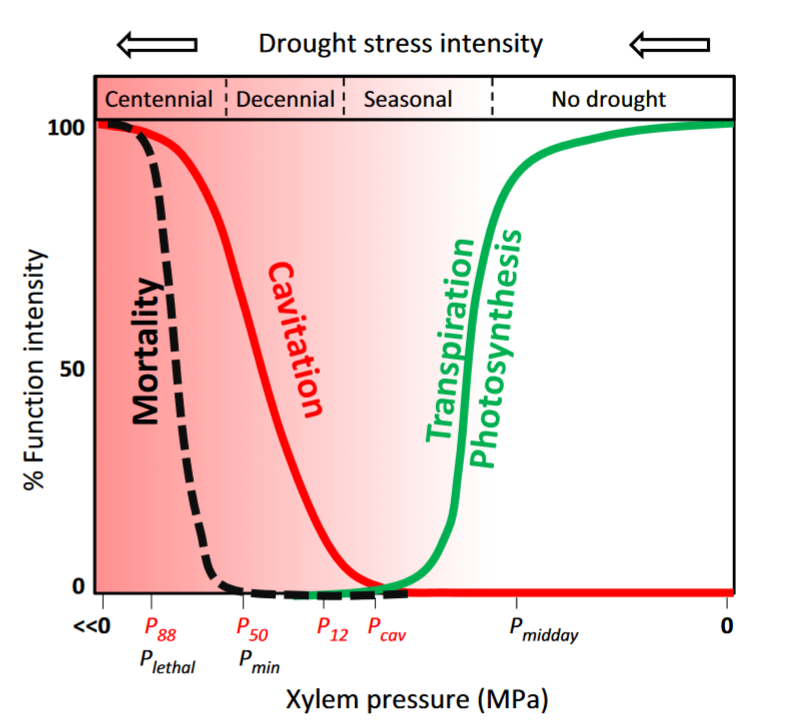 Drought stress intensity
Centennial Decennial Seasonal No drought
100
50
0
% Function intensity
Mortality
Cavitation
Transpiration
Photosynthesis
<<0 P88 P50 P12 Pcav Pmidday 0
Plethal Pmin
Xylem pressure (MPa)